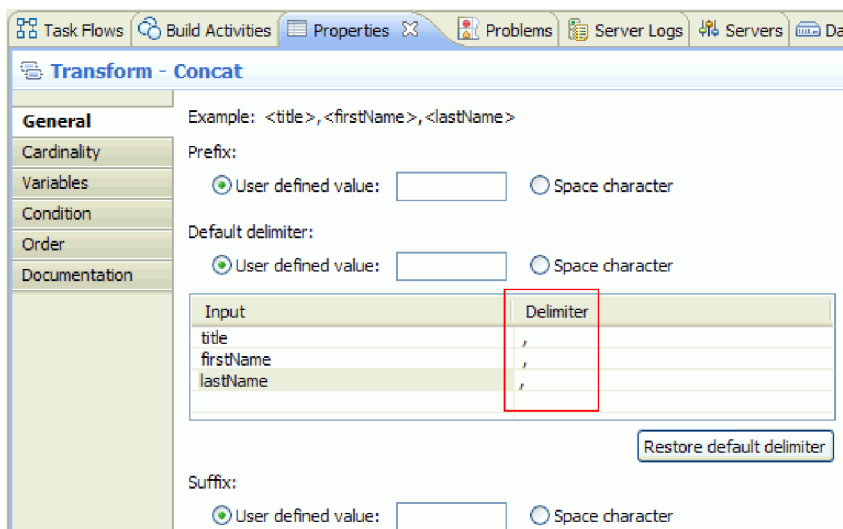 Task Flows Build Activities Properties Problems Server Logs Servers Da
Transform - Concat
General
Cardinality
Variables
Condition
Order
Documentation
Example: <title>,<firstName>,<lastName>
Prefix:
User defined value: Space character
Default delimiter:
User defined value: Space character
Input Delimiter
title ,
firstName ,
lastName ,
Restore default delimiter
Suffix:
User defined value: Space character